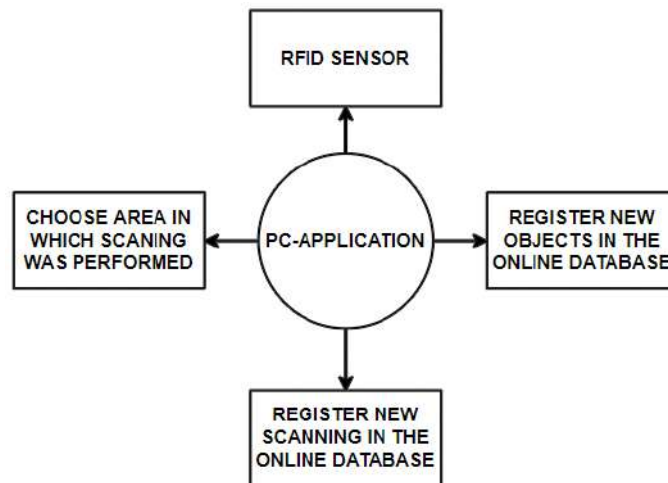 RFID SENSOR
CHOOSE AREA IN
WHICH SCANING
WAS PERFORMED
PC-APPLICATION
REGISTER NEW
OBJECTS IN THE
ONLINE DATABASE
REGISTER NEW
SCANNING IN THE
ONLINE DATABASE